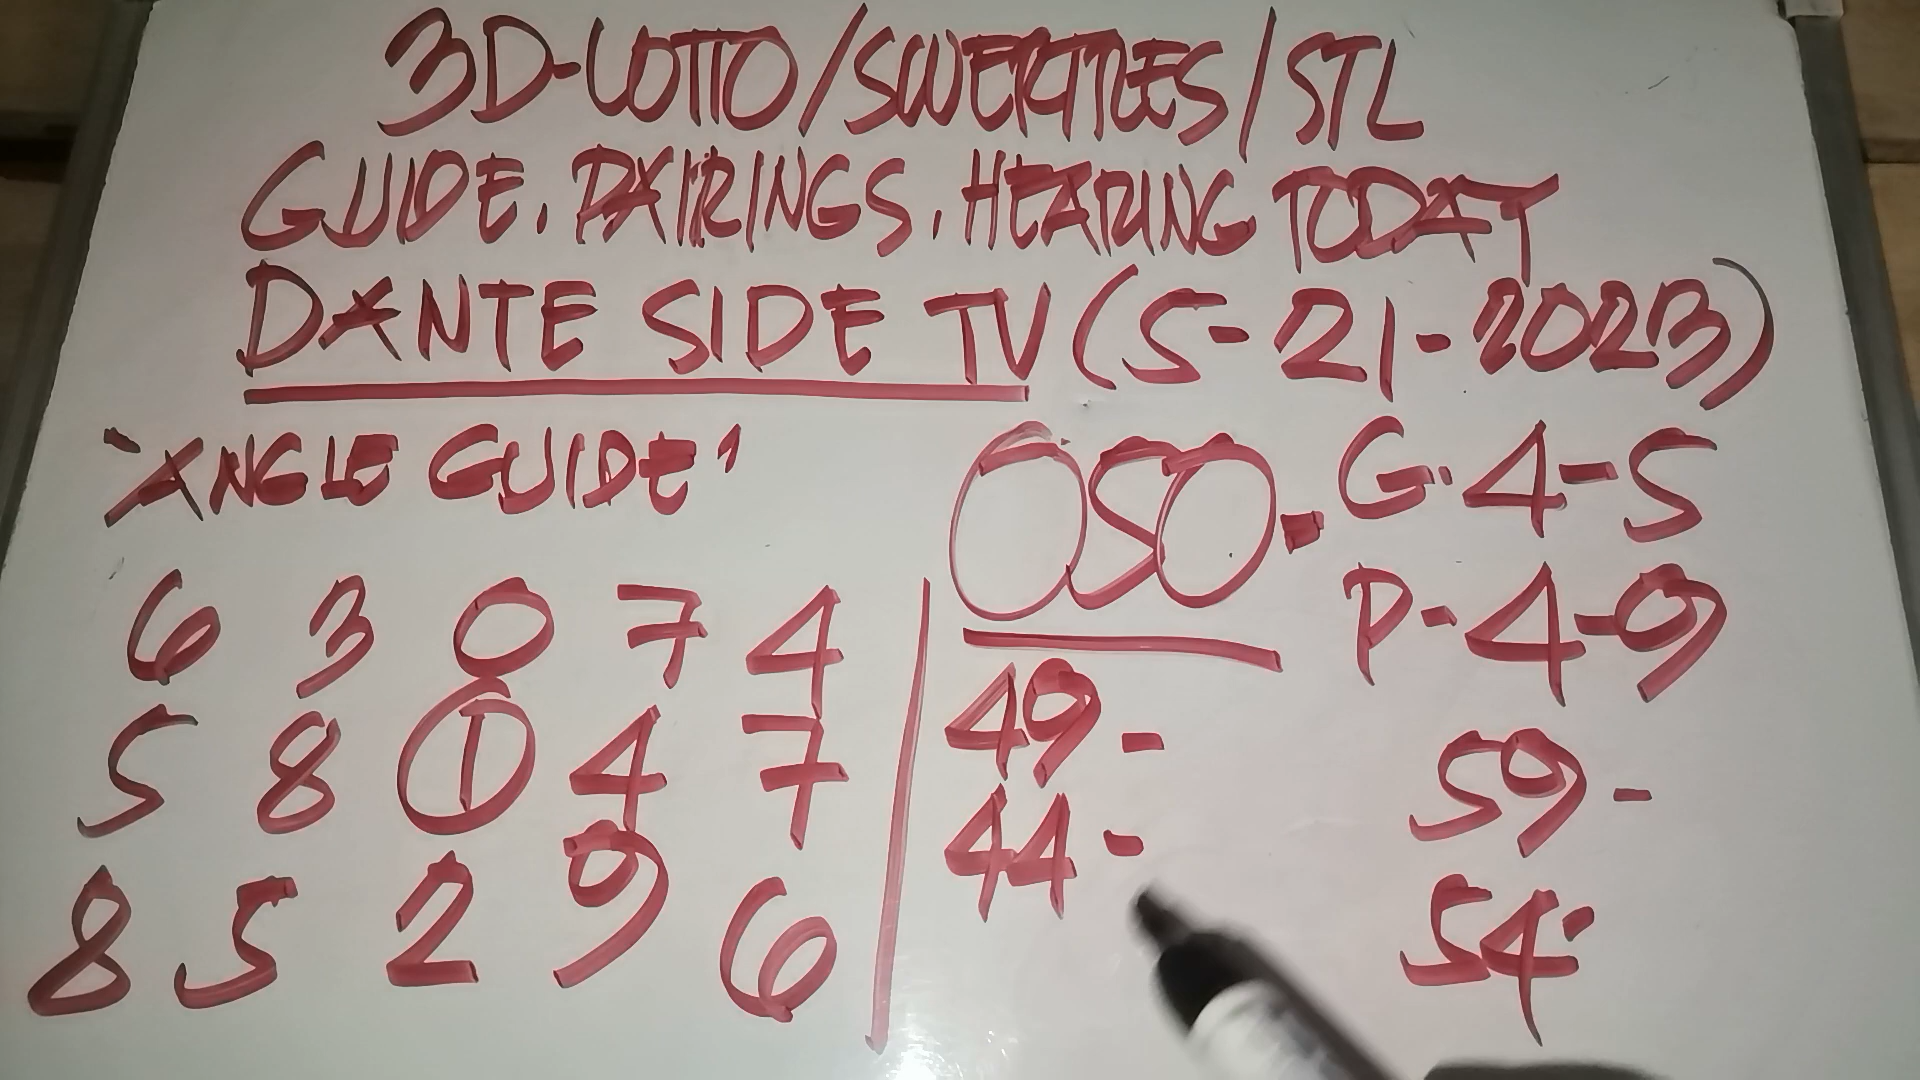 3D-LOTTO/SWERTRES/STL
GUIDE. PAIRINGS. HEARING TODAY
DANTE SIDE TV (5-21-2023)
"ANGLE GUIDE"
6 3 0 7 4
5 8 1 4 7
8 5 2 9 6
050- G. 4-5
P- 4-9
49 - 59 -
44 - 54-